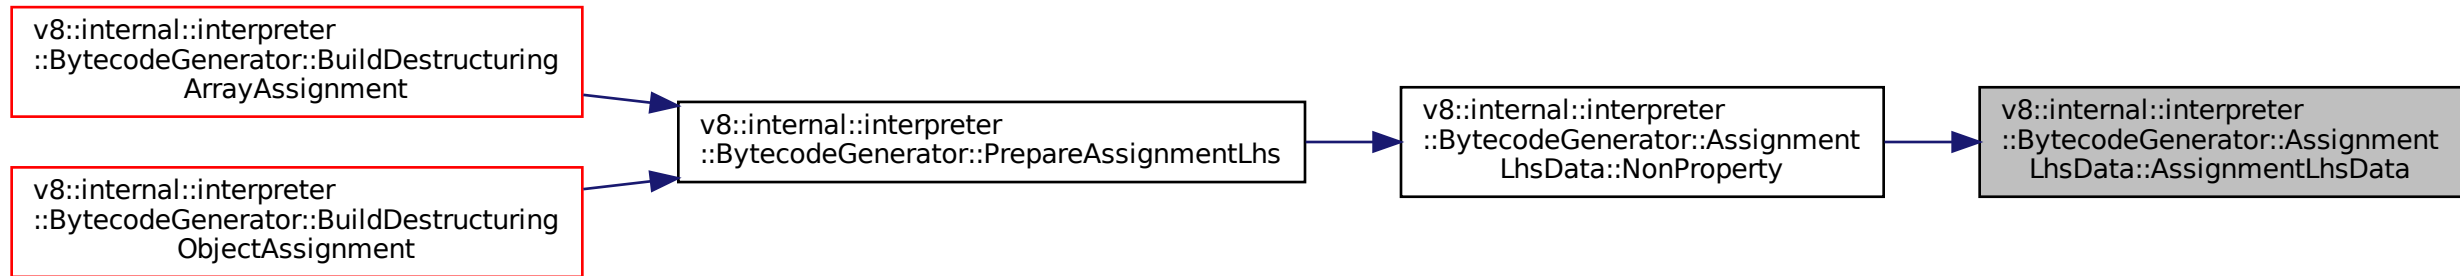 v8::internal::interpreter
::BytecodeGenerator::BuildDestructuring
ArrayAssignment
v8::internal::interpreter
::BytecodeGenerator::BuildDestructuring
ObjectAssignment
v8::internal::interpreter
::BytecodeGenerator::PrepareAssignmentLhs
v8::internal::interpreter
::BytecodeGenerator::Assignment
LhsData::NonProperty
v8::internal::interpreter
::BytecodeGenerator::Assignment
LhsData::AssignmentLhsData